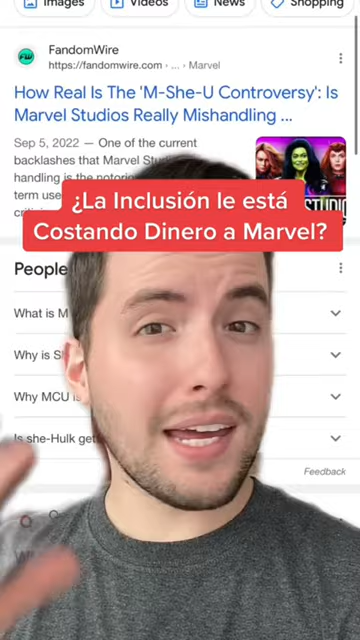 Images
Videos
News
Shopping
FandomWire
https://fandomwire.com › ... › Marvel
How Real Is The 'M-She-U Controversy': Is
Marvel Studios Really Mishandling ...
Sep 5, 2022 — One of the current
backlashes that Marvel
handling is the
term use
¿La Inclusión le está
Costando Dinero a Marvel?
People
What is M
Why is S
Why MCU
Is she-Hulk get
Feedback